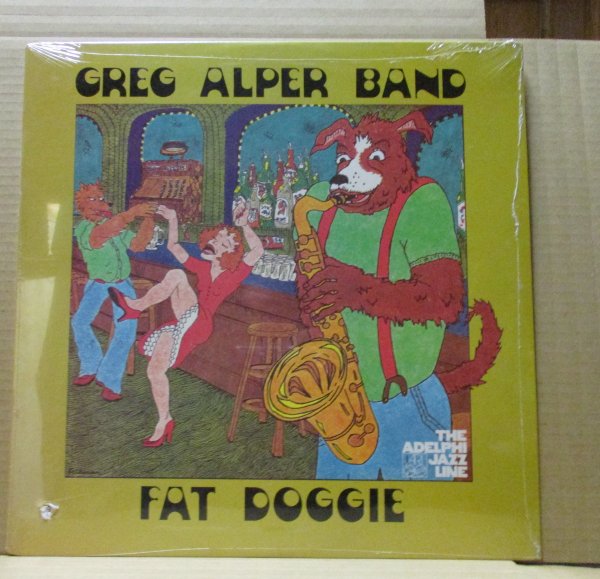 GREG ALPER BAND
THE
ADELPHI
JAZZ
LINE
FAT DOGGIE